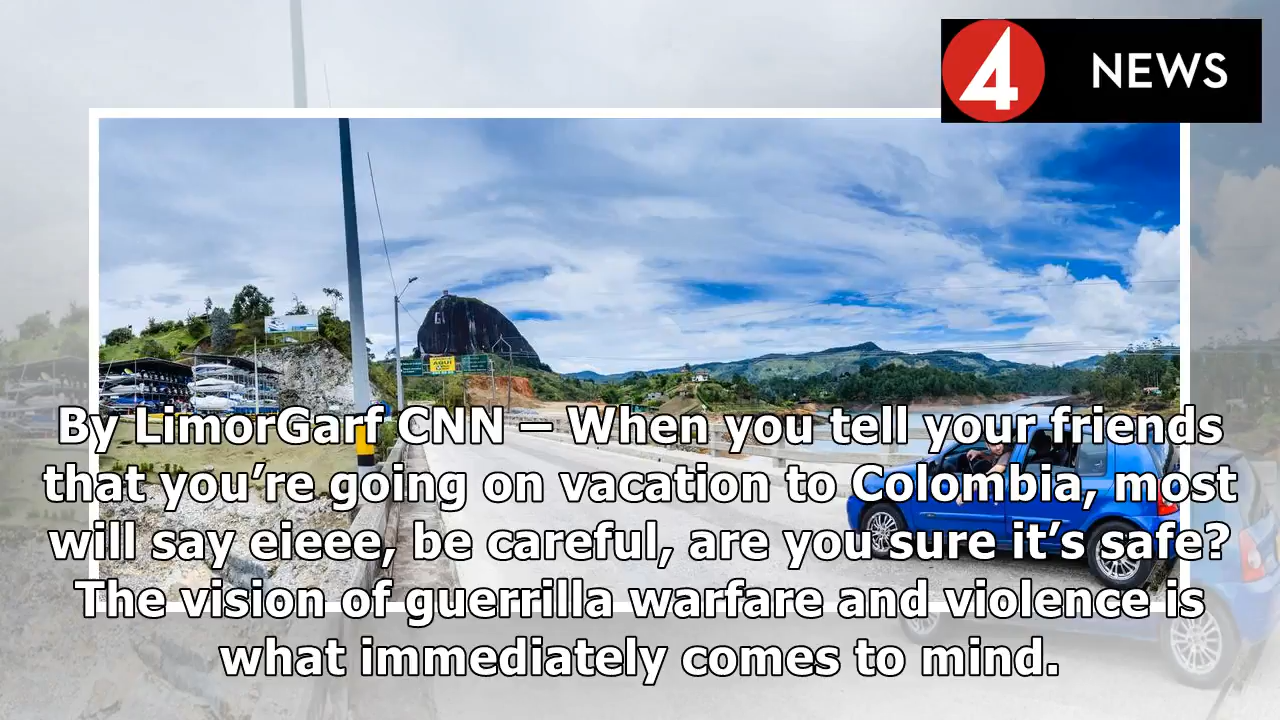 4 NEWS
GI
AQUI
By LimorGarf CNN – When you tell your friends
that you’re going on vacation to Colombia, most
will say eieee, be careful, are you sure it’s safe?
The vision of guerrilla warfare and violence is
what immediately comes to mind.